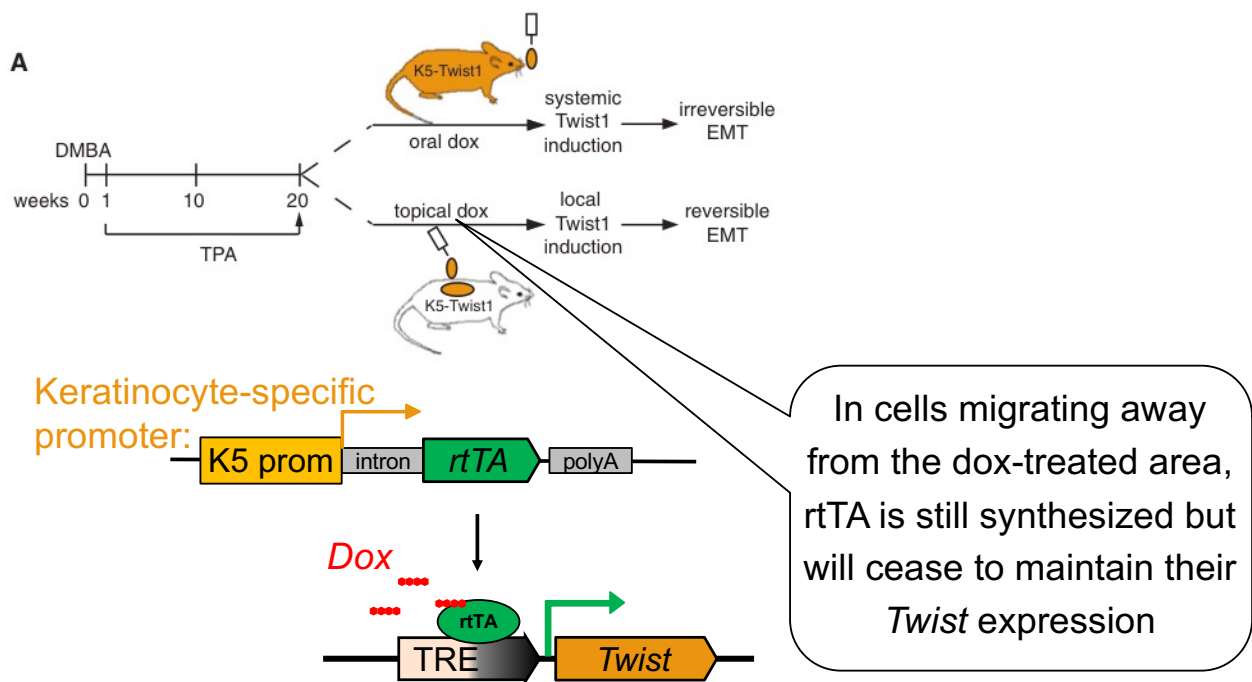 A
K5-Twist1
systemic
Twist1
induction
irreversible
EMT
oral dox
DMBA
weeks 0 1 10 20
TPA
topical dox
local
Twist1
induction
reversible
EMT
K5-Twist1
Keratinocyte-specific
promoter:
K5 prom intron rtTA polyA
Dox
rtTA
TRE Twist
In cells migrating away
from the dox-treated area,
rtTA is still synthesized but
will cease to maintain their
Twist expression